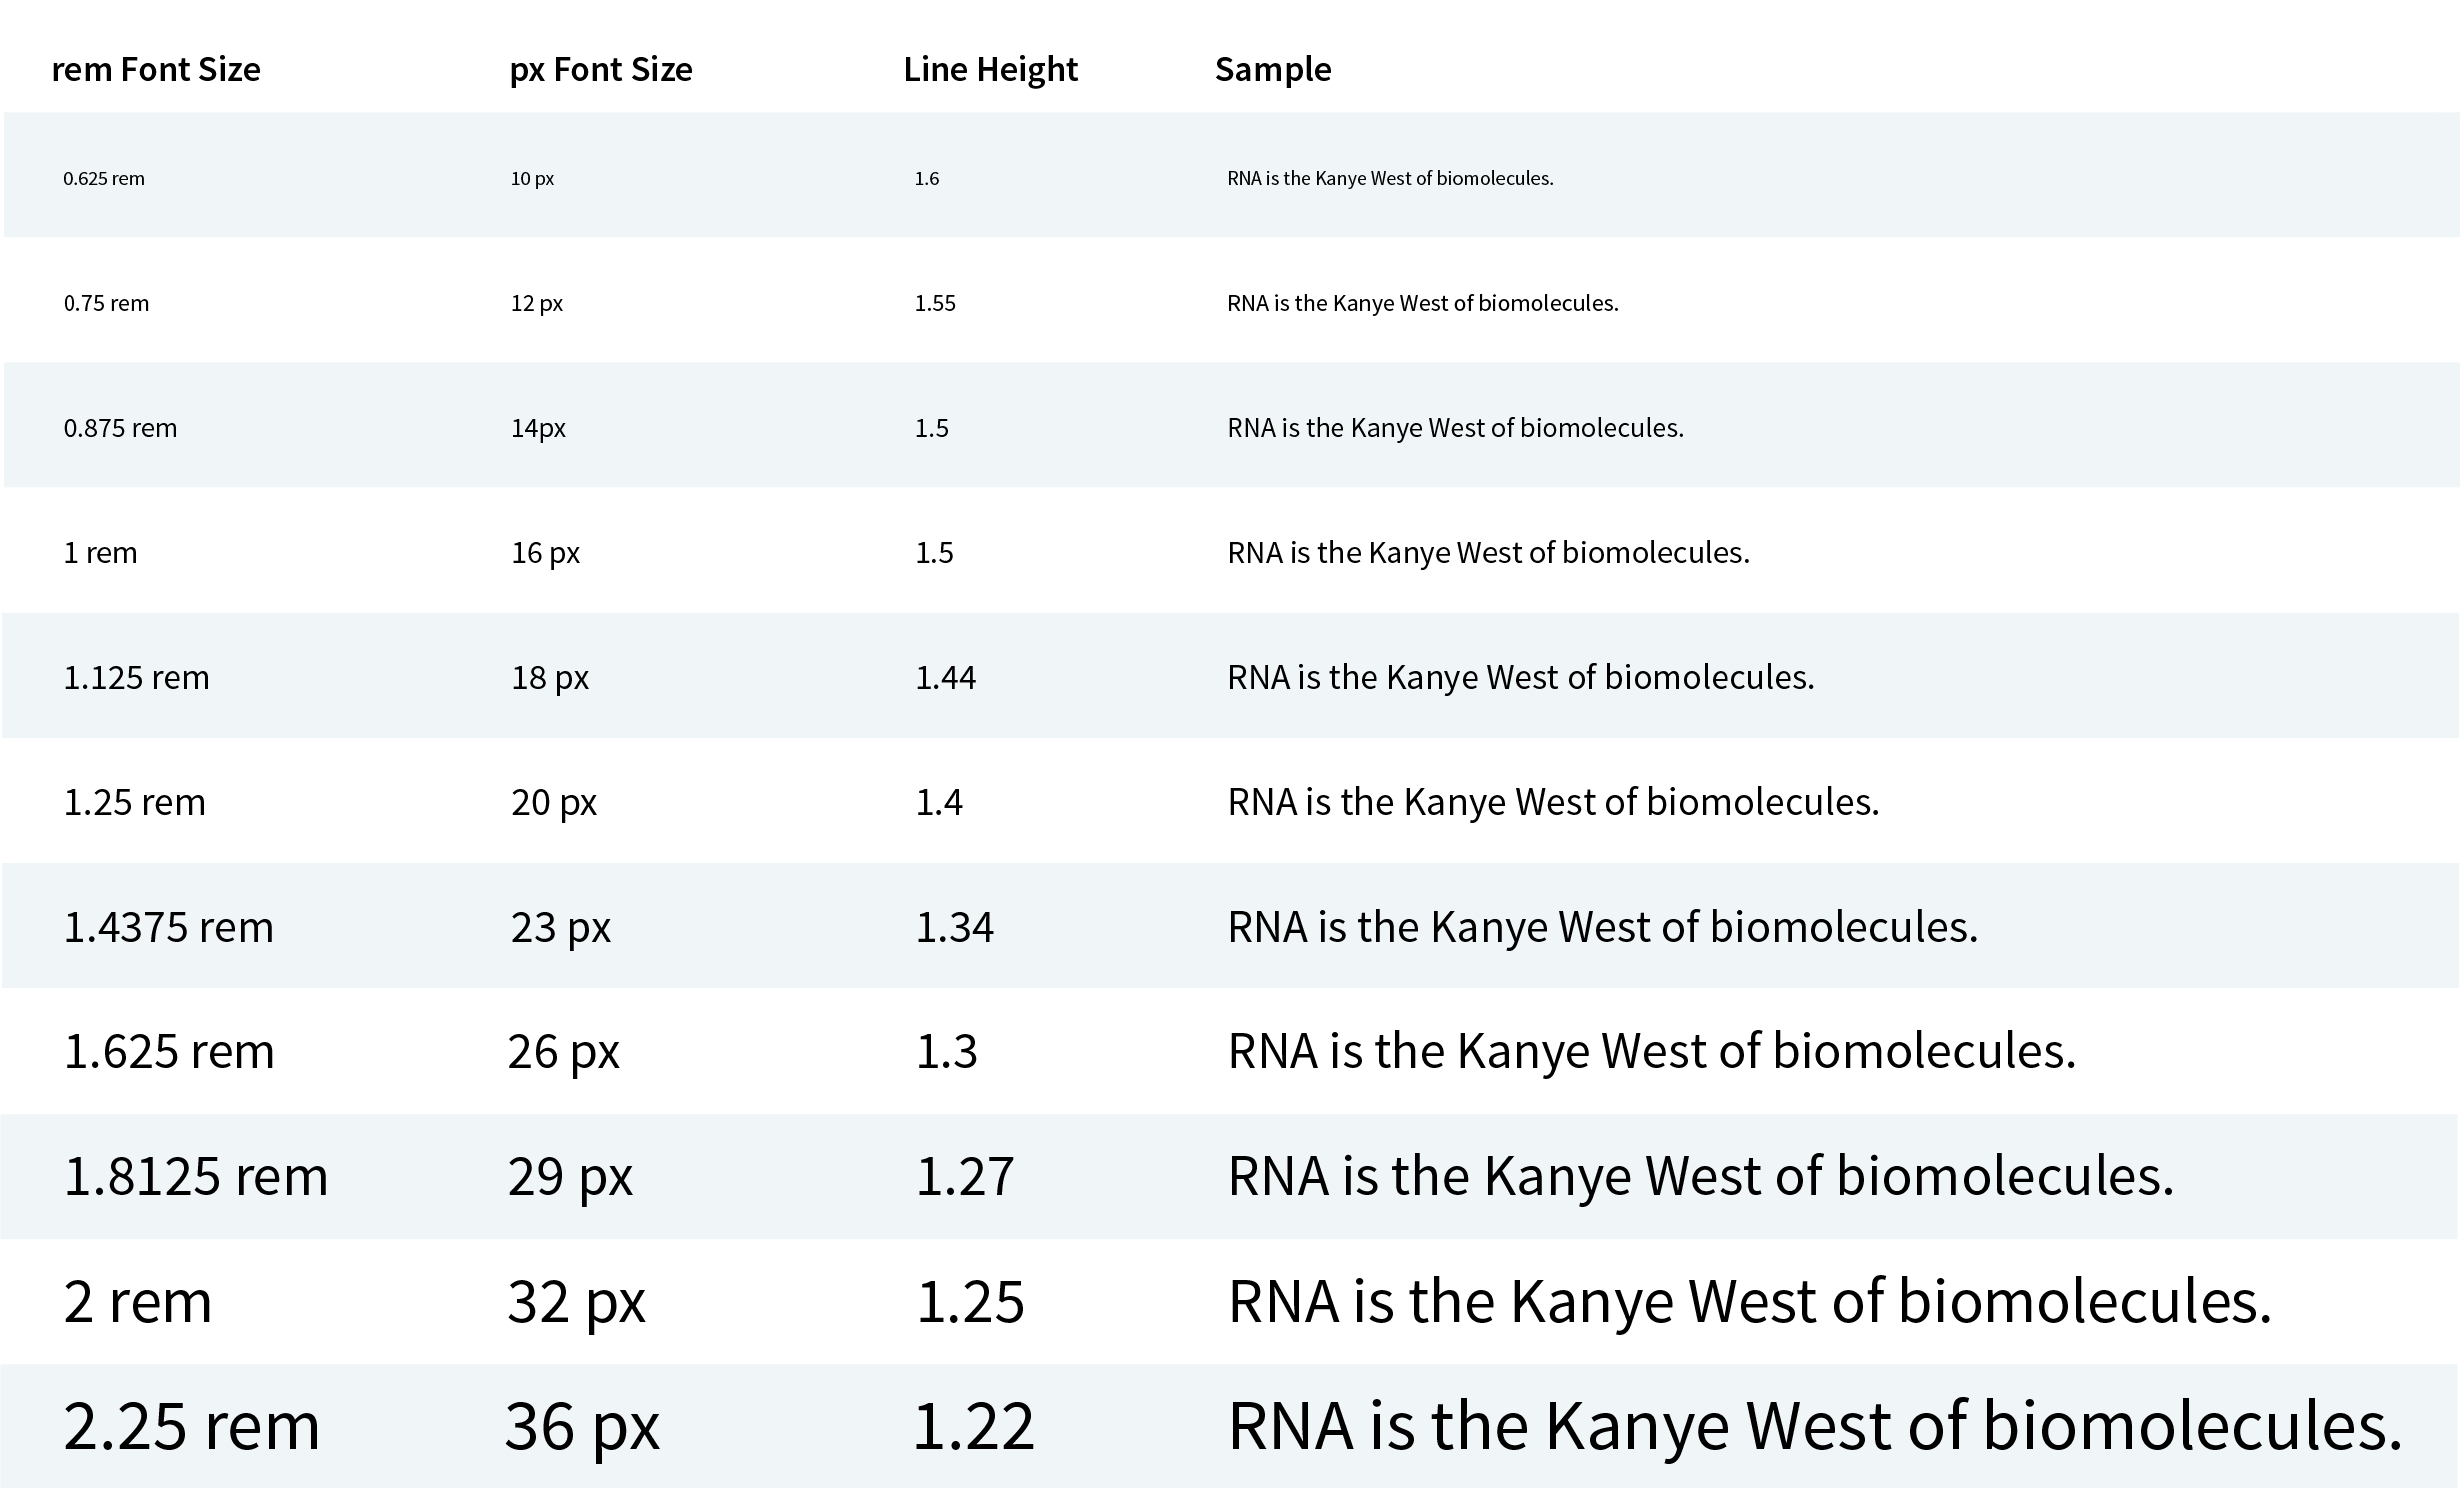 rem Font Size px Font Size Line Height Sample
0.625 rem 10 px 1.6 RNA is the Kanye West of biomolecules.
0.75 rem 12 px 1.55 RNA is the Kanye West of biomolecules.
0.875 rem 14px 1.5 RNA is the Kanye West of biomolecules.
1 rem 16 px 1.5 RNA is the Kanye West of biomolecules.
1.125 rem 18 px 1.44 RNA is the Kanye West of biomolecules.
1.25 rem 20 px 1.4 RNA is the Kanye West of biomolecules.
1.4375 rem 23 px 1.34 RNA is the Kanye West of biomolecules.
1.625 rem 26 px 1.3 RNA is the Kanye West of biomolecules.
1.8125 rem 29 px 1.27 RNA is the Kanye West of biomolecules.
2 rem 32 px 1.25 RNA is the Kanye West of biomolecules.
2.25 rem 36 px 1.22 RNA is the Kanye West of biomolecules.